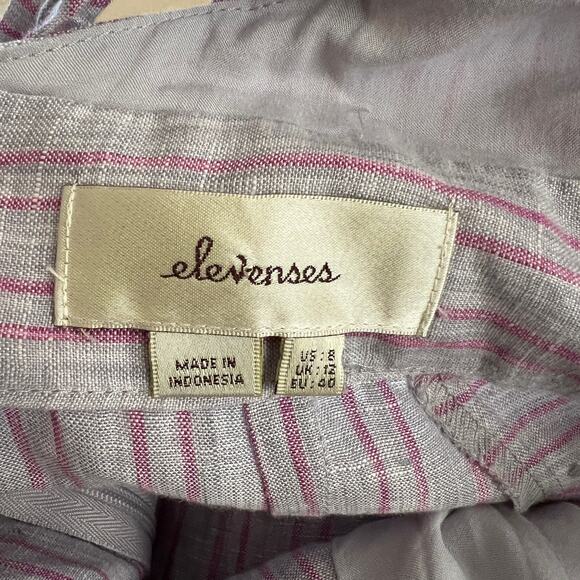 elevenses
MADE IN
INDONESIA
US: 8
UK: 12
EU: 40